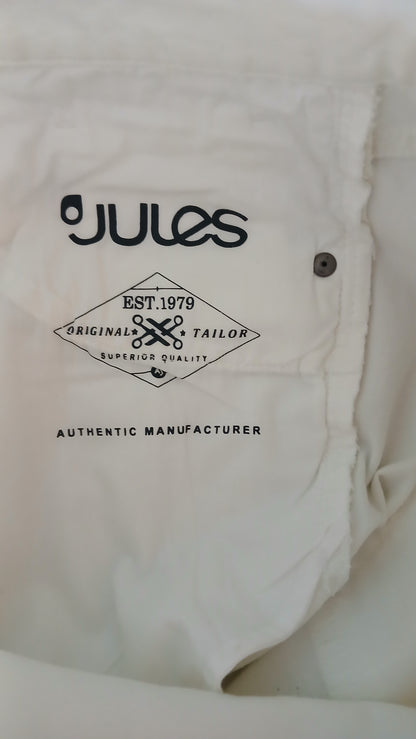 JULES
EST.1979
ORIGINAL TAILOR
SUPERIOR QUALITY
AUTHENTIC MANUFACTURER